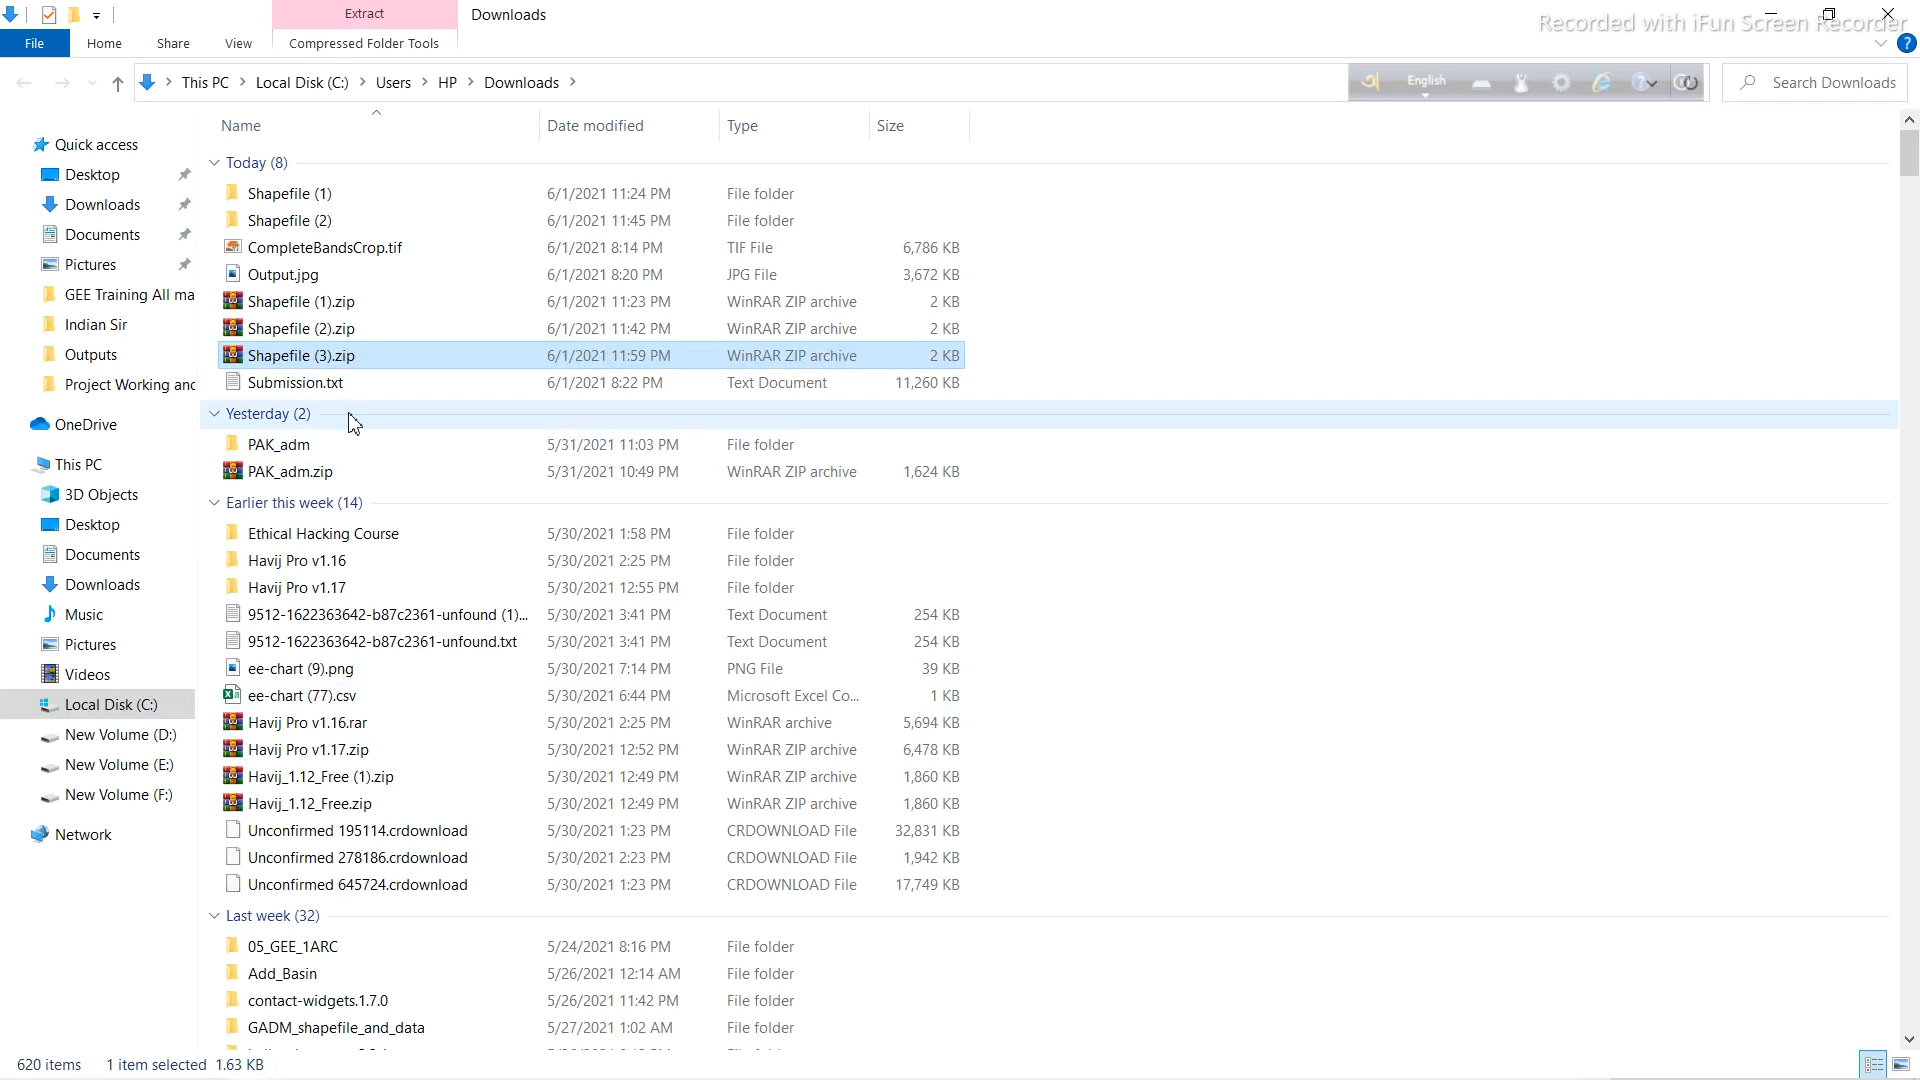 Extract
Downloads
Recorded with iFun Screen Recorder
File
Home
Share
View
Compressed Folder Tools
This PC > Local Disk (C:) > Users > HP > Downloads >
English
Search Downloads
Name
Date modified
Type
Size
Quick access
Desktop
Downloads
Documents
Pictures
GEE Training All ma
Indian Sir
Outputs
Project Working and
OneDrive
This PC
3D Objects
Desktop
Documents
Downloads
Music
Pictures
Videos
Local Disk (C:)
New Volume (D:)
New Volume (E:)
New Volume (F:)
Network
Today (8)
Shapefile (1) 6/1/2021 11:24 PM File folder
Shapefile (2) 6/1/2021 11:45 PM File folder
CompleteBandsCrop.tif 6/1/2021 8:14 PM TIF File 6,786 KB
Output.jpg 6/1/2021 8:20 PM JPG File 3,672 KB
Shapefile (1).zip 6/1/2021 11:23 PM WinRAR ZIP archive 2 KB
Shapefile (2).zip 6/1/2021 11:42 PM WinRAR ZIP archive 2 KB
Shapefile (3).zip 6/1/2021 11:59 PM WinRAR ZIP archive 2 KB
Submission.txt 6/1/2021 8:22 PM Text Document 11,260 KB
Yesterday (2)
PAK_adm 5/31/2021 11:03 PM File folder
PAK_adm.zip 5/31/2021 10:49 PM WinRAR ZIP archive 1,624 KB
Earlier this week (14)
Ethical Hacking Course 5/30/2021 1:58 PM File folder
Havij Pro v1.16 5/30/2021 2:25 PM File folder
Havij Pro v1.17 5/30/2021 12:55 PM File folder
9512-1622363642-b87c2361-unfound (1)... 5/30/2021 3:41 PM Text Document 254 KB
9512-1622363642-b87c2361-unfound.txt 5/30/2021 3:41 PM Text Document 254 KB
ee-chart (9).png 5/30/2021 7:14 PM PNG File 39 KB
ee-chart (77).csv 5/30/2021 6:44 PM Microsoft Excel Co... 1 KB
Havij Pro v1.16.rar 5/30/2021 2:25 PM WinRAR archive 5,694 KB
Havij Pro v1.17.zip 5/30/2021 12:52 PM WinRAR ZIP archive 6,478 KB
Havij_1.12_Free (1).zip 5/30/2021 12:49 PM WinRAR ZIP archive 1,860 KB
Havij_1.12_Free.zip 5/30/2021 12:49 PM WinRAR ZIP archive 1,860 KB
Unconfirmed 195114.crdownload 5/30/2021 1:23 PM CRDOWNLOAD File 32,831 KB
Unconfirmed 278186.crdownload 5/30/2021 2:23 PM CRDOWNLOAD File 1,942 KB
Unconfirmed 645724.crdownload 5/30/2021 1:23 PM CRDOWNLOAD File 17,749 KB
Last week (32)
05_GEE_1ARC 5/24/2021 8:16 PM File folder
Add_Basin 5/26/2021 12:14 AM File folder
contact-widgets.1.7.0 5/26/2021 11:42 PM File folder
GADM_shapefile_and_data 5/27/2021 1:02 AM File folder
620 items 1 item selected 1.63 KB